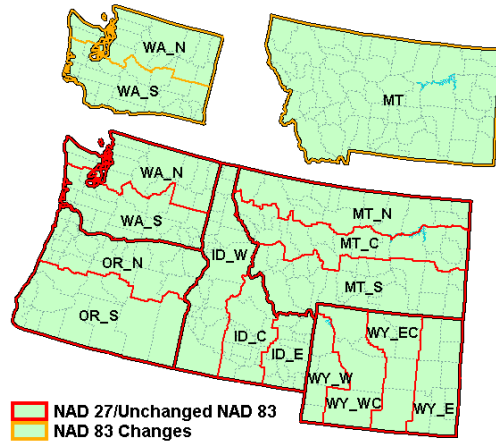 WA_N
WA_S
MT
WA_N
WA_S
MT_N
MT_C
MT_S
ID_W
OR_N
OR_S
ID_C
ID_E
WY_EC
WY_W
WY_WC
WY_E
NAD 27/Unchanged NAD 83
NAD 83 Changes